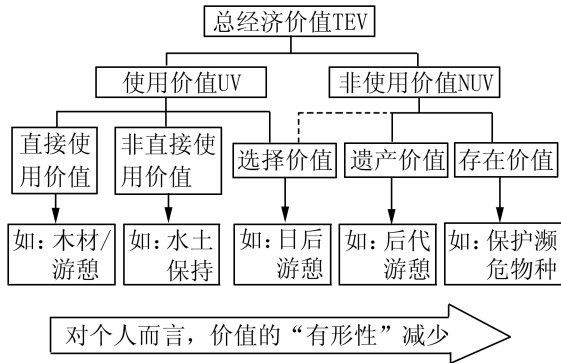 总经济价值TEV
使用价值UV
非使用价值NUV
直接使
用价值
非直接使
用价值
选择价值
遗产价值
存在价值
如:木材/
游憩
如:水土
保持
如:日后
游憩
如:后代
游憩
如:保护濒
危物种
对个人而言,价值的“有形性”减少